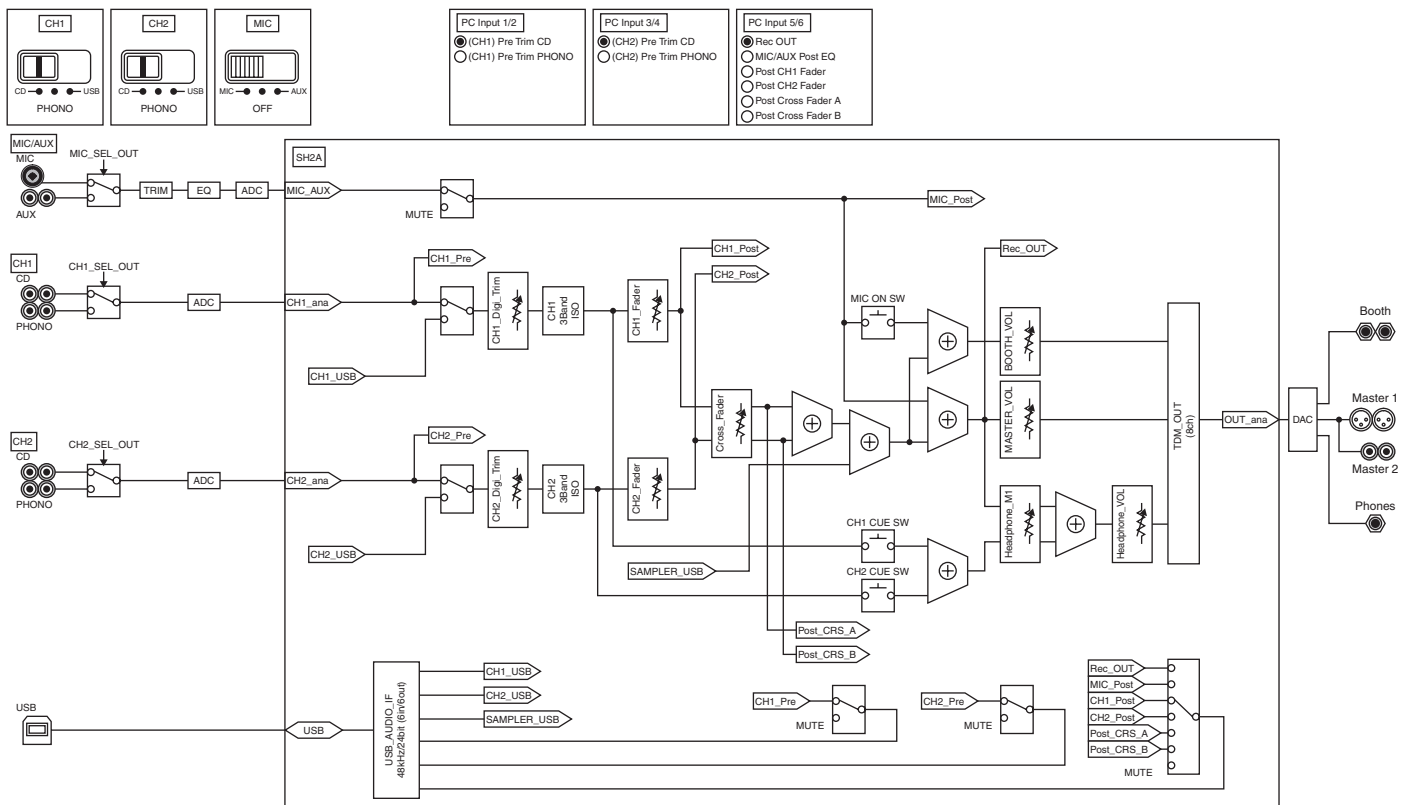 CH1
CD
USB
PHONO
CH2
CD
USB
PHONO
MIC
MIC
AUX
OFF
PC Input 1/2
(CH1) Pre Trim CD
(CH1) Pre Trim PHONO
PC Input 3/4
(CH2) Pre Trim CD
(CH2) Pre Trim PHONO
PC Input 5/6
Rec OUT
MIC/AUX Post EQ
Post CH1 Fader
Post CH2 Fader
Post Cross Fader A
Post Cross Fader B
MIC/AUX
MIC
AUX
MIC_SEL_OUT
TRIM
EQ
ADC
SH2A
MIC_AUX
MUTE
MIC_Post
CH1
CD
PHONO
CH1_SEL_OUT
ADC
CH1_ana
CH1_Pre
CH1_USB
CH1_Digi_Trim
CH1
3Band
ISO
CH1_Fader
CH1_Post
CH2_Post
Rec_OUT
MIC ON SW
BOOTH_VOL
Cross_Fader
MASTER_VOL
TDM_OUT
(8ch)
OUT_ana
DAC
Booth
Master 1
Master 2
Phones
CH2
CD
PHONO
CH2_SEL_OUT
ADC
CH2_ana
CH2_Pre
CH2_USB
CH2_Digi_Trim
CH2
3Band
ISO
CH2_Fader
SAMPLER_USB
CH1 CUE SW
CH2 CUE SW
Headphone_M1
Headphone_VOL
Post_CRS_A
Post_CRS_B
USB
USB
USB_AUDIO_IF
48kHz/24bit (6in/6out)
CH1_USB
CH2_USB
SAMPLER_USB
CH1_Pre
MUTE
CH2_Pre
MUTE
Rec_OUT
MIC_Post
CH1_Post
CH2_Post
Post_CRS_A
Post_CRS_B
MUTE